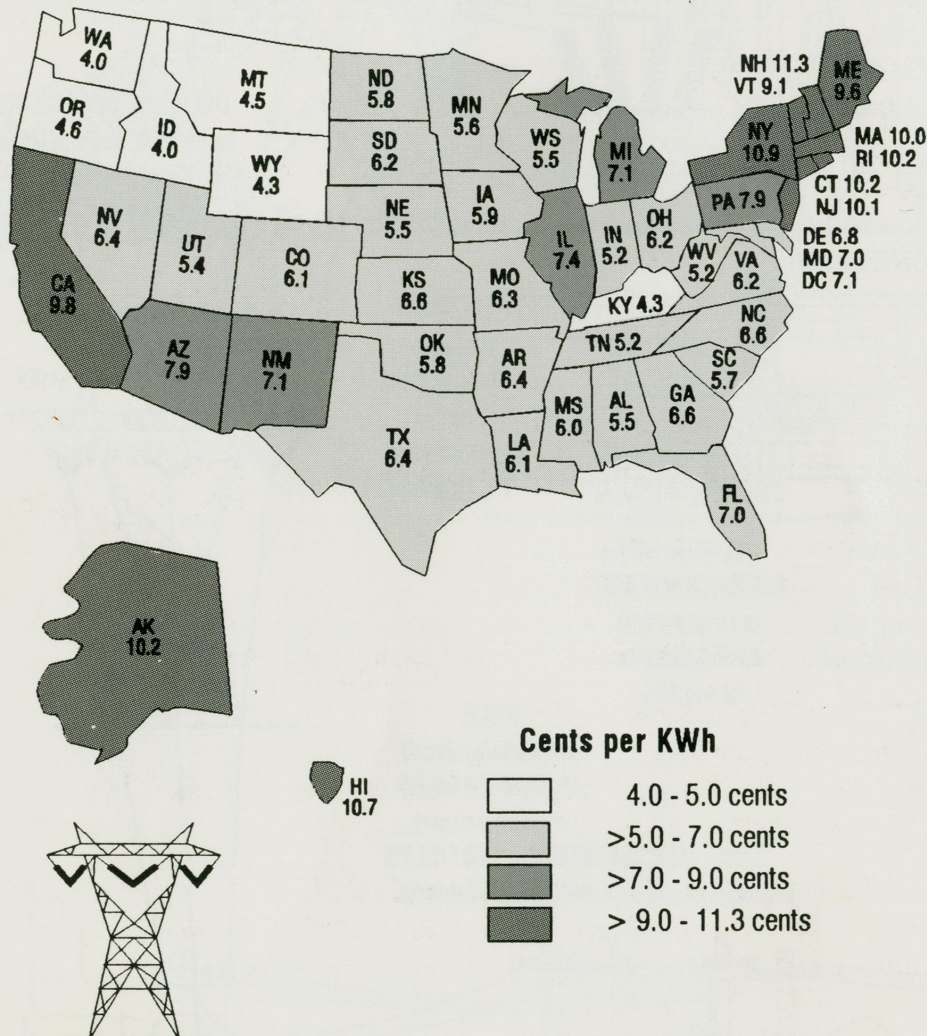 WA
4.0
MT
4.5
ND
5.8
MN
5.6
NH 11.3
VT 9.1
ME
9.6
OR
4.6
ID
4.0
SD
6.2
WS
5.5
MI
7.1
NY
10.9
MA 10.0
RI 10.2
WY
4.3
CT 10.2
NJ 10.1
NV
6.4
UT
5.4
NE
5.5
IA
5.9
IL
7.4
IN
5.2
OH
6.2
PA 7.9
DE 6.8
MD 7.0
DC 7.1
CA
9.8
CO
6.1
KS
6.6
MO
6.3
WV
5.2
VA
6.2
KY 4.3
AZ
7.9
NM
7.1
OK
5.8
AR
6.4
TN 5.2
NC
6.6
SC
5.7
TX
6.4
LA
6.1
MS
6.0
AL
5.5
GA
6.6
FL
7.0
AK
10.2
HI
10.7
Cents per KWh
4.0 - 5.0 cents
>5.0 - 7.0 cents
>7.0 - 9.0 cents
> 9.0 - 11.3 cents